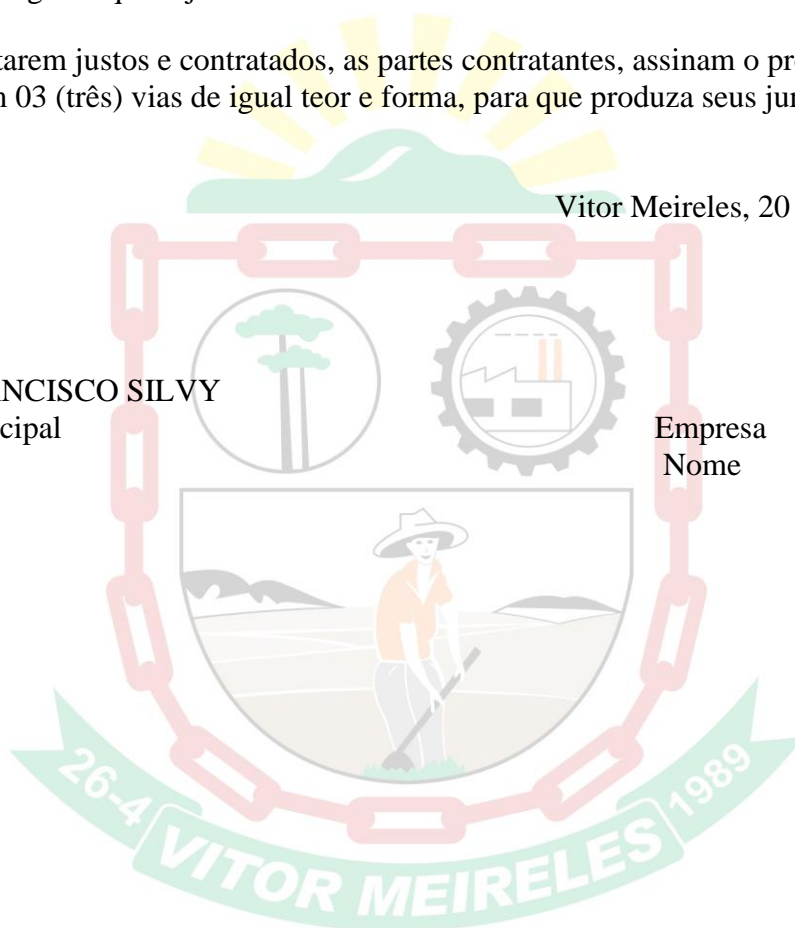 tarem justos e contratados, as partes contratantes, assinam o pr
03 (três) vias de igual teor e forma, para que produza seus
Vitor Meireles, 20
NCISCO SILVY
cipal
Empresa
Nome
26-4 VITOR MEIRELES 1989